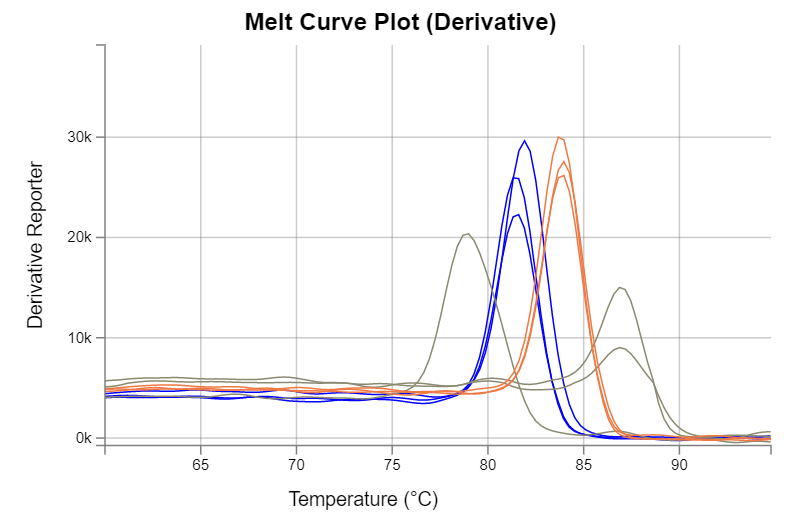 Melt Curve Plot (Derivative)
Derivative Reporter
30k
20k
10k
0k
65
70
75
80
85
90
Temperature (°C)